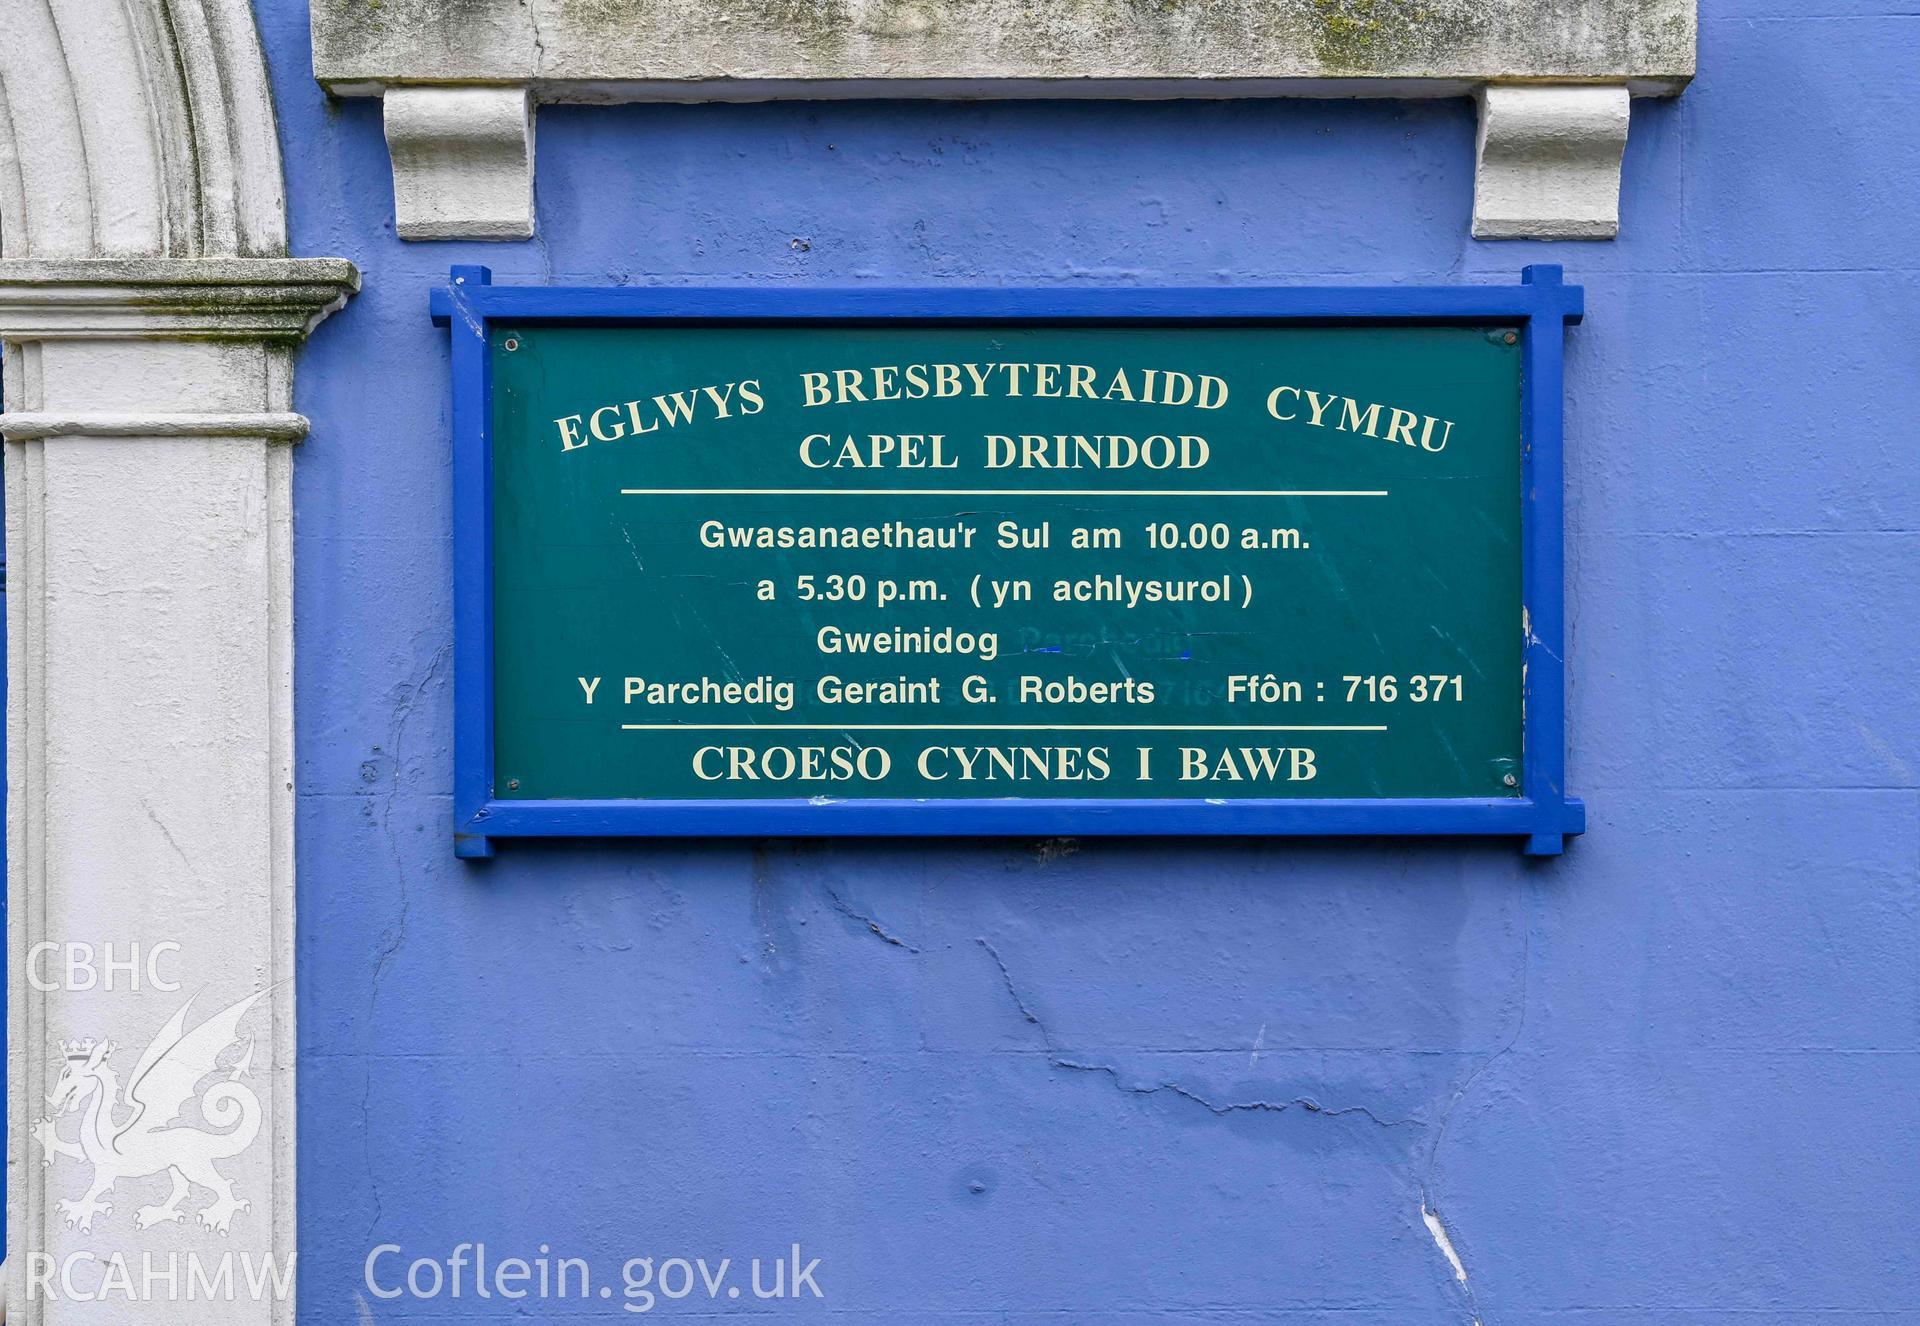 EGLWYS BRESBYTERAIDD CYMRU
CAPEL DRINDOD
Gwasanaethau'r Sul am 10.00 a.m.
a 5.30 p.m. ( yn achlysurol )
Gweinidog
Y Parchedig Geraint G. Roberts Ffôn : 716 371
CROESO CYNNES I BAWB
CBHC
RCAHMW
Coflein.gov.uk